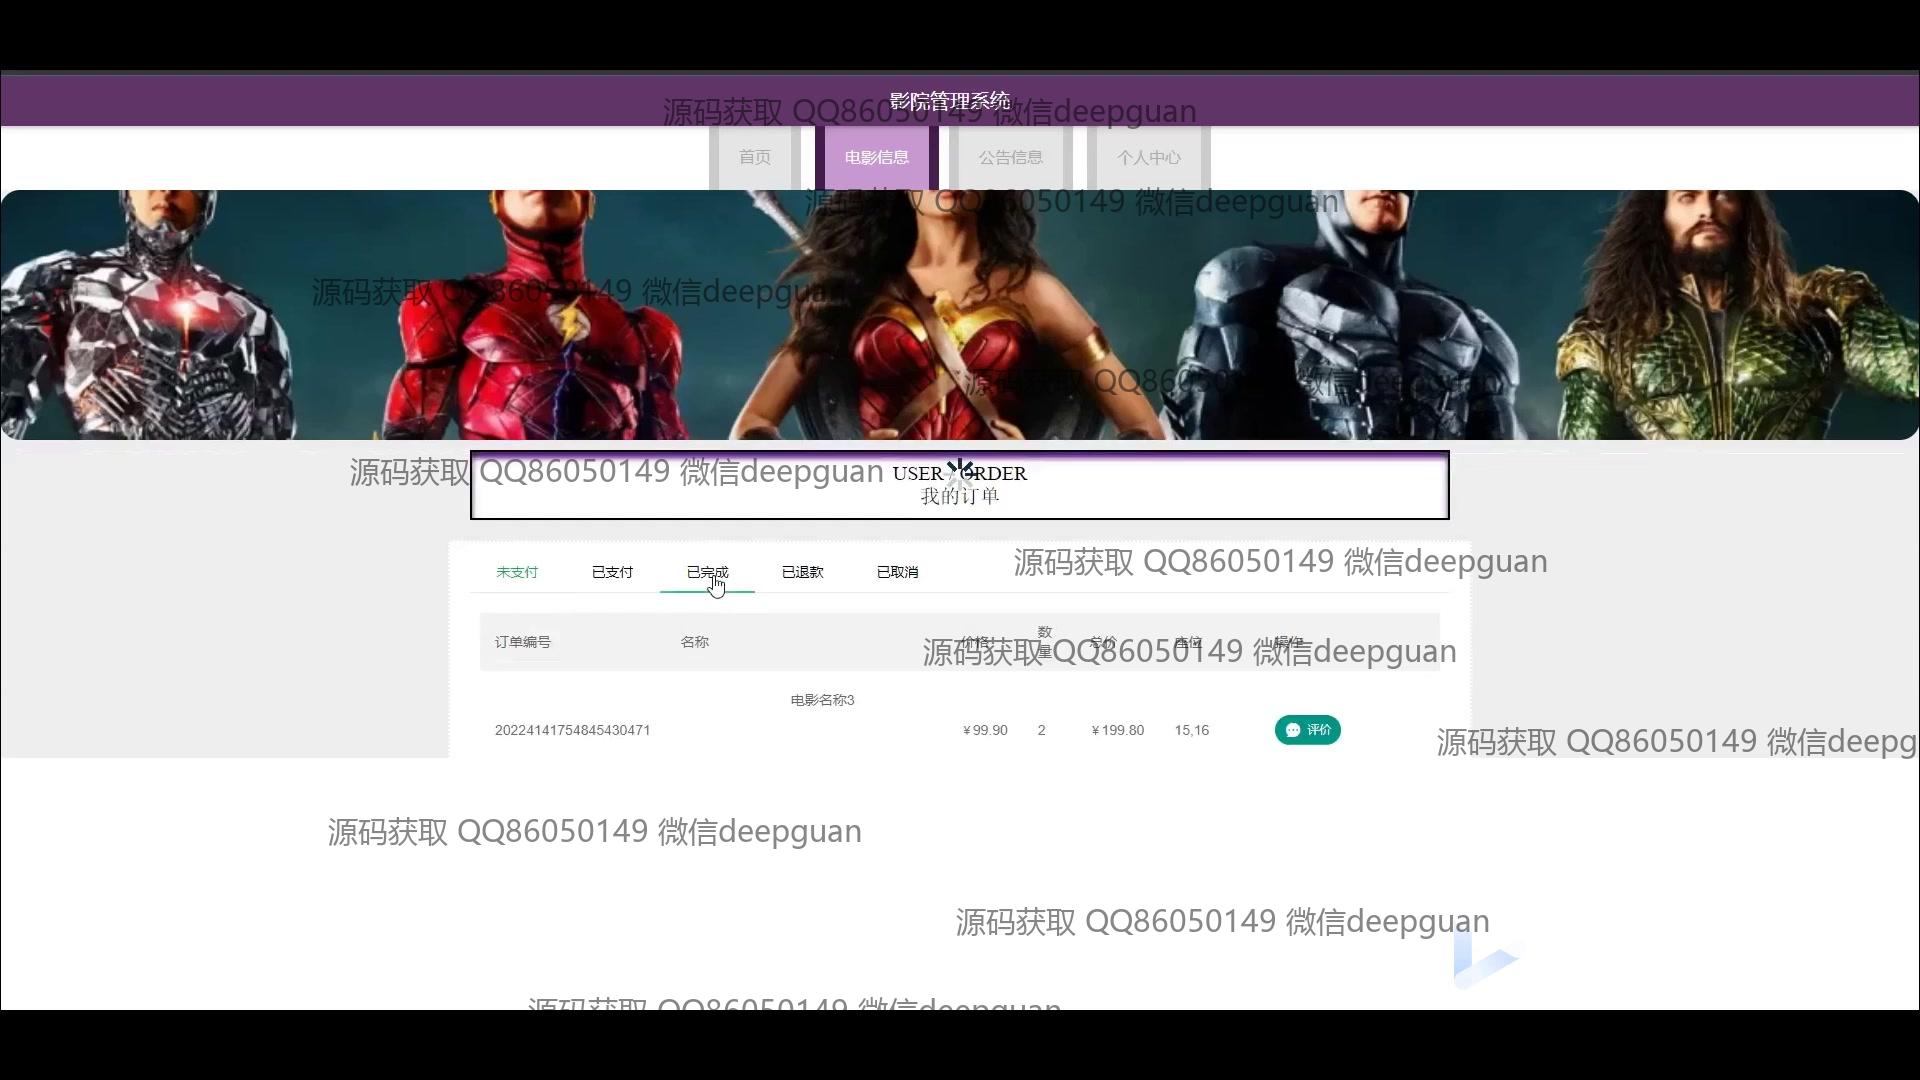 影院管理系统
源码获取 QQ86050149 微信deepguan
首页
电影信息
公告信息
个人中心
源码获取 QQ86050149 微信deepguan
源码获取 QQ86050149 微信deepguan
源码获取 QQ86050149 微信deepguan
源码获取 QQ86050149 微信deepguan
USER / ORDER
我的订单
源码获取 QQ86050149 微信deepguan
未支付
已支付
已完成
已退款
已取消
订单编号
名称
价格
数量
总价
座位
操作
源码获取 QQ86050149 微信deepguan
电影名称3
20224141754845430471
￥99.90
2
￥199.80
15,16
评价
源码获取 QQ86050149 微信deepg
源码获取 QQ86050149 微信deepguan
源码获取 QQ86050149 微信deepguan
源码获取 QQ86050149 微信deepguan